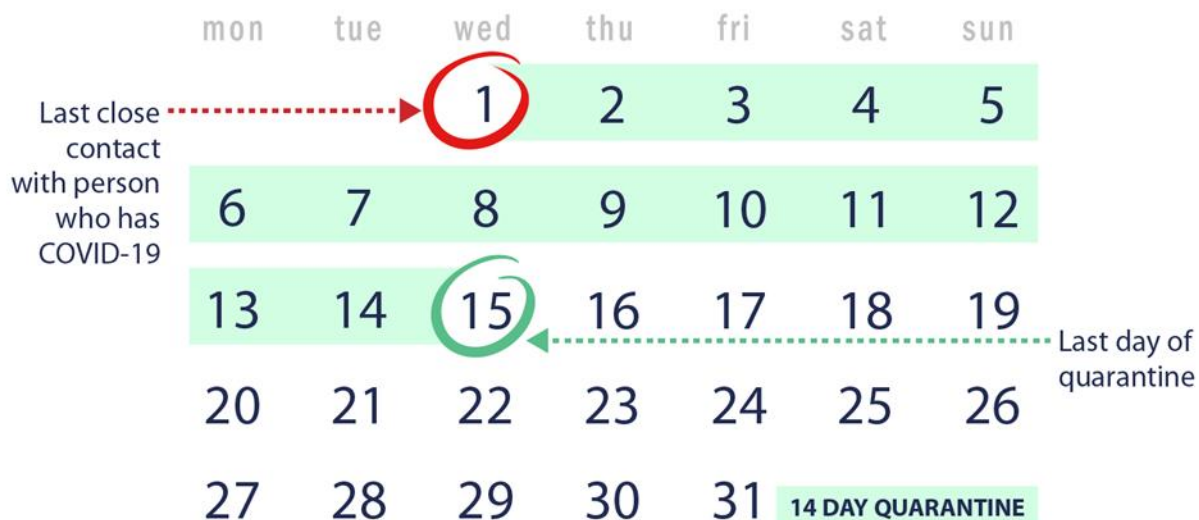 mon tue wed thu fri sat sun
1 2 3 4 5
Last close
contact
with person
who has
COVID-19
6 7 8 9 10 11 12
13 14 15 16 17 18 19
Last day of
quarantine
20 21 22 23 24 25 26
27 28 29 30 31 14 DAY QUARANTINE